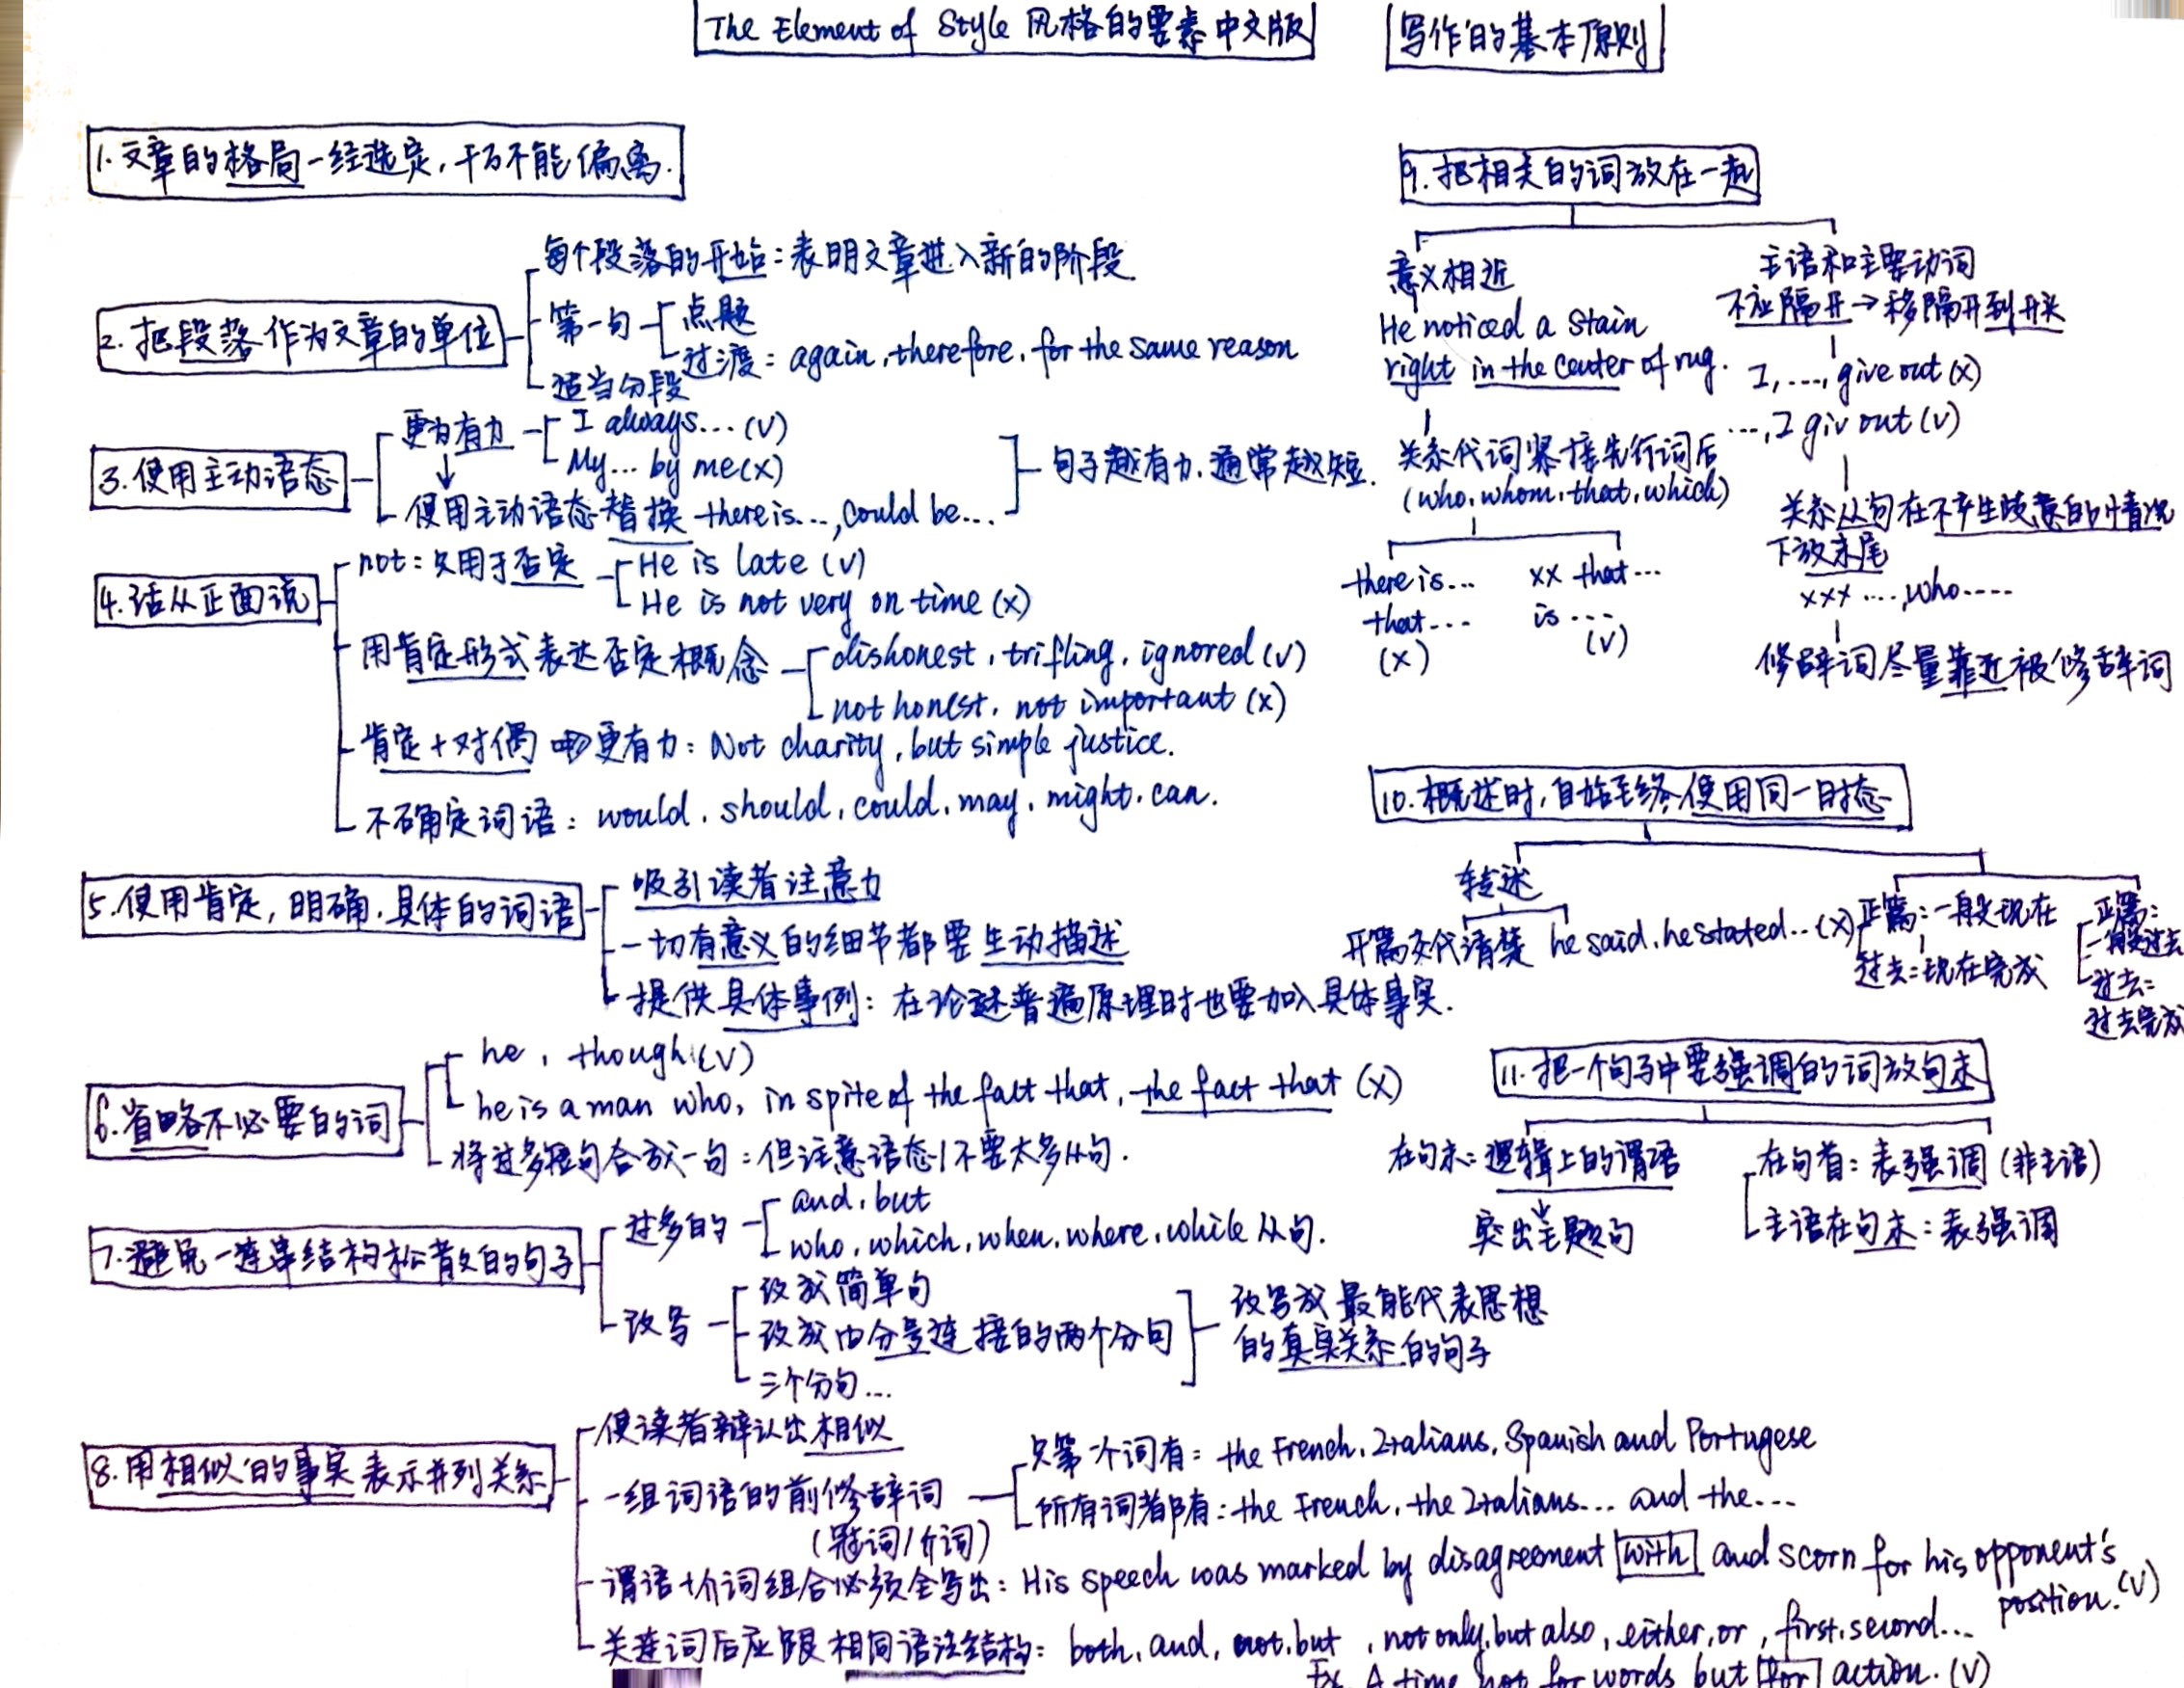 The Element of Style 风格的要素中文版
写作的基本原则
1.文章的格局一经选定,千万不能偏离.
2.把段落作为文章的单位
每个段落的开始:表明文章进入新的阶段
第一句
点题
过渡: again, therefore, for the same reason
适当分段
3.使用主动语态
更为有力
I always...(√)
My... by me(x)
使用主动语态替换 there is..., could be...
句子越有力.通常越短.
4.话从正面说
not:只用于否定
He is late (√)
He is not very on time (x)
用肯定形式表达否定概念
dishonest, trifling, ignored (√)
not honest, not important (x)
肯定+对偶 更有力: Not charity, but simple justice.
不确定词语: would, should, could, may, might, can.
5.使用肯定,明确,具体的词语
吸引读者注意力
一切有意义的细节都要生动描述
提供具体事例:在论述普遍原理时也要加入具体事实.
6.省略不必要的词
he, though(√)
he is a man who, in spite of the fact that, the fact that (x)
将过多短句合成一句:但注意语态/不要太多从句.
7.避免一连串结构松散的句子
过多的
and, but
who, which, when, where, while 从句.
改写
改成简单句
改成由分号连接的两个分句
三个分句...
改写成最能代表思想
的真实关系的句子
8.用相似的事实表示并列关系
使读者辩认出相似
一组词语的前修辞词
(冠词/介词)
只第一个词有: the French, Italians, Spanish and Portugese
所有词都有: the French, the Italians... and the...
谓语+介词组合必须全写出: His speech was marked by disagreement with and scorn for his opponent's
position.(√)
关连词后应跟相同语法结构: both, and, not, but, not only, but also, either, or, first, second...
Ex. A time not for words but for action. (√)
9.把相关的词放在一起
意义相近
He noticed a stain
right in the center of rug.
关系代词紧接先行词后
(who, whom, that, which)
there is...
that...
(x)
xx that...
is ...
(√)
主语和主要动词
不应隔开→移隔开到开头
I, ..., give out (x)
..., I giv out (√)
关系从句在不产生歧意的情况
下放末尾
xxx ...., who....
修辞词尽量靠近被修辞词
10.概述时,自始至终使用同一时态
转述
开篇交代清楚
he said, he stated... (x)
正篇:一般现在
过去:现在完成
正篇:
一般过去
过去:
过去完成
11.把一个句子中要强调的词放句末
在句末:逻辑上的谓语
突出主题句
在句首:表强调(非主语)
主语在句末:表强调